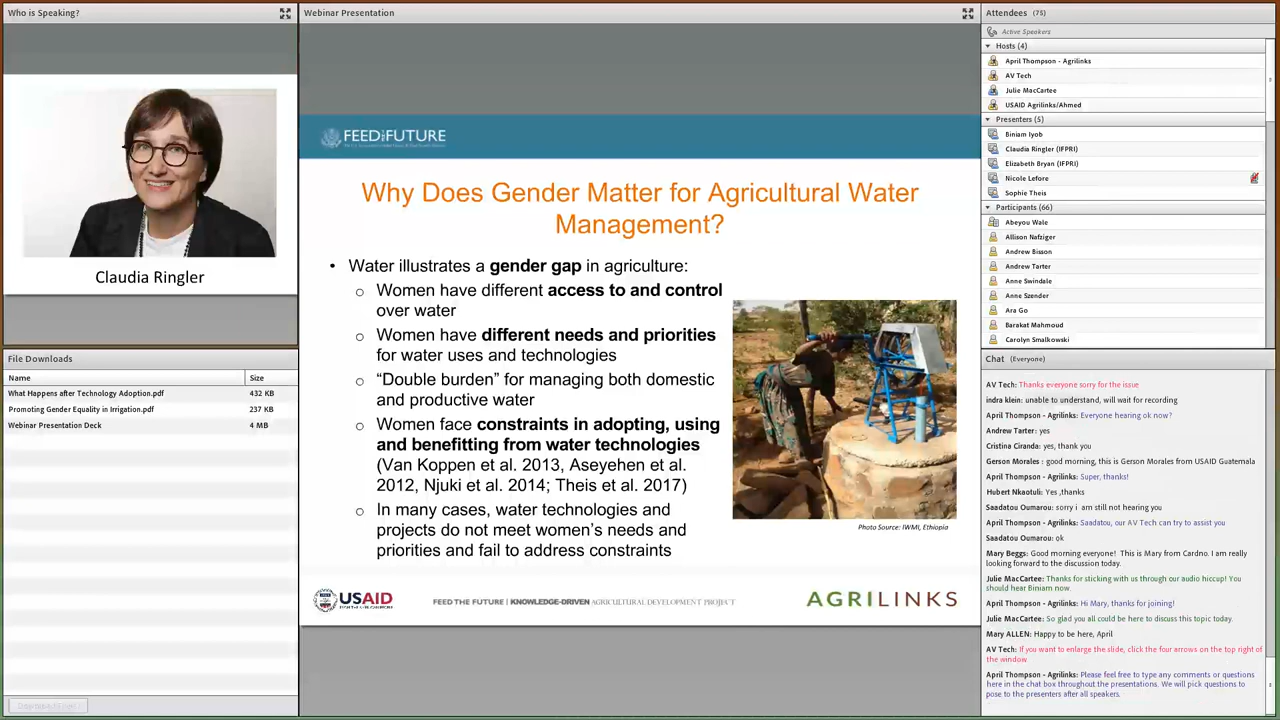 Who is Speaking?
Claudia Ringler
File Downloads
Name Size
What Happens after Technology Adoption.pdf 432 KB
Promoting Gender Equality in Irrigation.pdf 237 KB
Webinar Presentation Deck 4 MB
Webinar Presentation
FEED THE FUTURE
Why Does Gender Matter for Agricultural Water
Management?
• Water illustrates a gender gap in agriculture:
o Women have different access to and control
over water
o Women have different needs and priorities
for water uses and technologies
o “Double burden” for managing both domestic
and productive water
o Women face constraints in adopting, using
and benefitting from water technologies
(Van Koppen et al. 2013, Aseyehen et al.
2012, Njuki et al. 2014; Theis et al. 2017)
o In many cases, water technologies and
projects do not meet women’s needs and
priorities and fail to address constraints
Photo Source: IWMI, Ethiopia
USAID
FEED THE FUTURE | KNOWLEDGE-DRIVEN AGRICULTURAL DEVELOPMENT PROJECT
AGRILINKS
Attendees (75)
Active Speakers
Hosts (4)
April Thompson - Agrilinks
AV Tech
Julie MacCartee
USAID Agrilinks/Ahmed
Presenters (5)
Biniam Iyob
Claudia Ringler (IFPRI)
Elizabeth Bryan (IFPRI)
Nicole Lefore
Sophie Theis
Participants (66)
Abeyou Wale
Allison Nafziger
Andrew Bisson
Andrew Tarter
Anne Swindale
Anne Szender
Ara Go
Barakat Mahmoud
Carolyn Smalkowski
Chat (Everyone)
AV Tech: Thanks everyone sorry for the issue
indra klein: unable to understand, will wait for recording
April Thompson - Agrilinks: Everyone hearing ok now?
Andrew Tarter: yes
Cristina Ciranda: yes, thank you
Gerson Morales : good morning, this is Gerson Morales from USAID Guatemala
April Thompson - Agrilinks: Super, thanks!
Hubert Nkaotuli: Yes ,thanks
Saadatou Oumarou: sorry i am still not hearing you
April Thompson - Agrilinks: Saadatou, our AV Tech can try to assist you
Saadatou Oumarou: ok
Mary Beggs: Good morning everyone! This is Mary from Cardno. I am really
looking forward to the discussion today.
Julie MacCartee: Thanks for sticking with us through our audio hiccup! You
should hear Biniam now.
April Thompson - Agrilinks: Hi Mary, thanks for joining!
Julie MacCartee: So glad you all could be here to discuss this topic today.
Mary ALLEN: Happy to be here, April
AV Tech: If you want to enlarge the slide, click the four arrows on the top right of
the window
April Thompson - Agrilinks: Please feel free to type any comments or questions
here in the chat box throughout the presentations. We will pick questions to
pose to the presenters after all speakers.